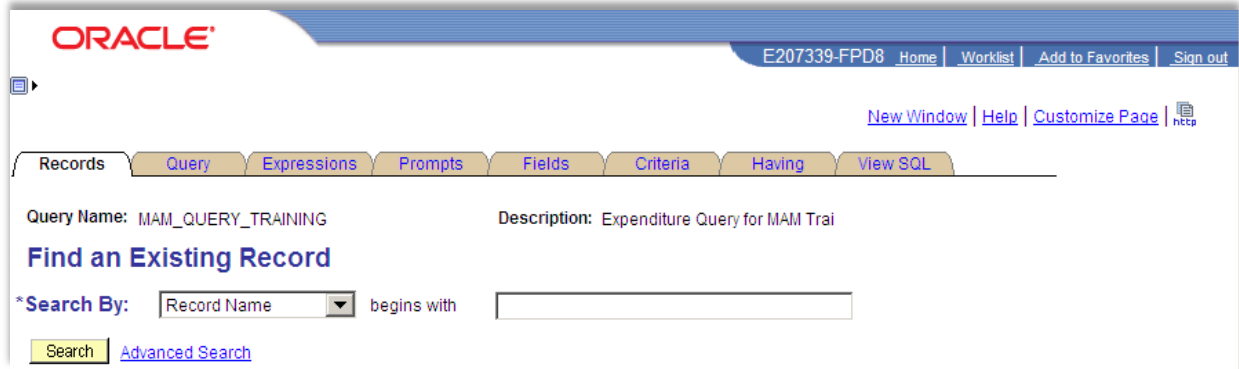 ORACLE'
E207339-FPD8 Home | Worklist | Add to Favorites | Sign out
New Window | Help | Customize Page | http
Records Query Expressions Prompts Fields Criteria Having View SQL
Query Name: MAM_QUERY_TRAINING Description: Expenditure Query for MAM Trai
Find an Existing Record
*Search By: Record Name begins with
Search Advanced Search